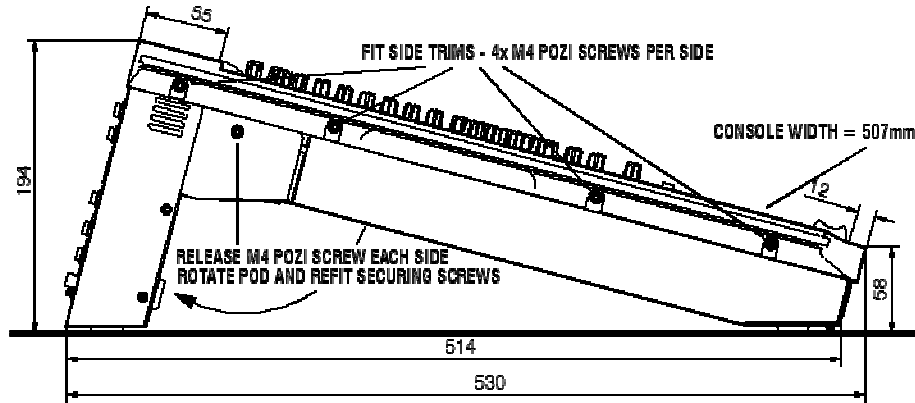 55
FIT SIDE TRIMS - 4x M4 POZI SCREWS PER SIDE
CONSOLE WIDTH = 507mm
194
12
RELEASE M4 POZI SCREW EACH SIDE
ROTATE POD AND REFIT SECURING SCREWS
58
514
530